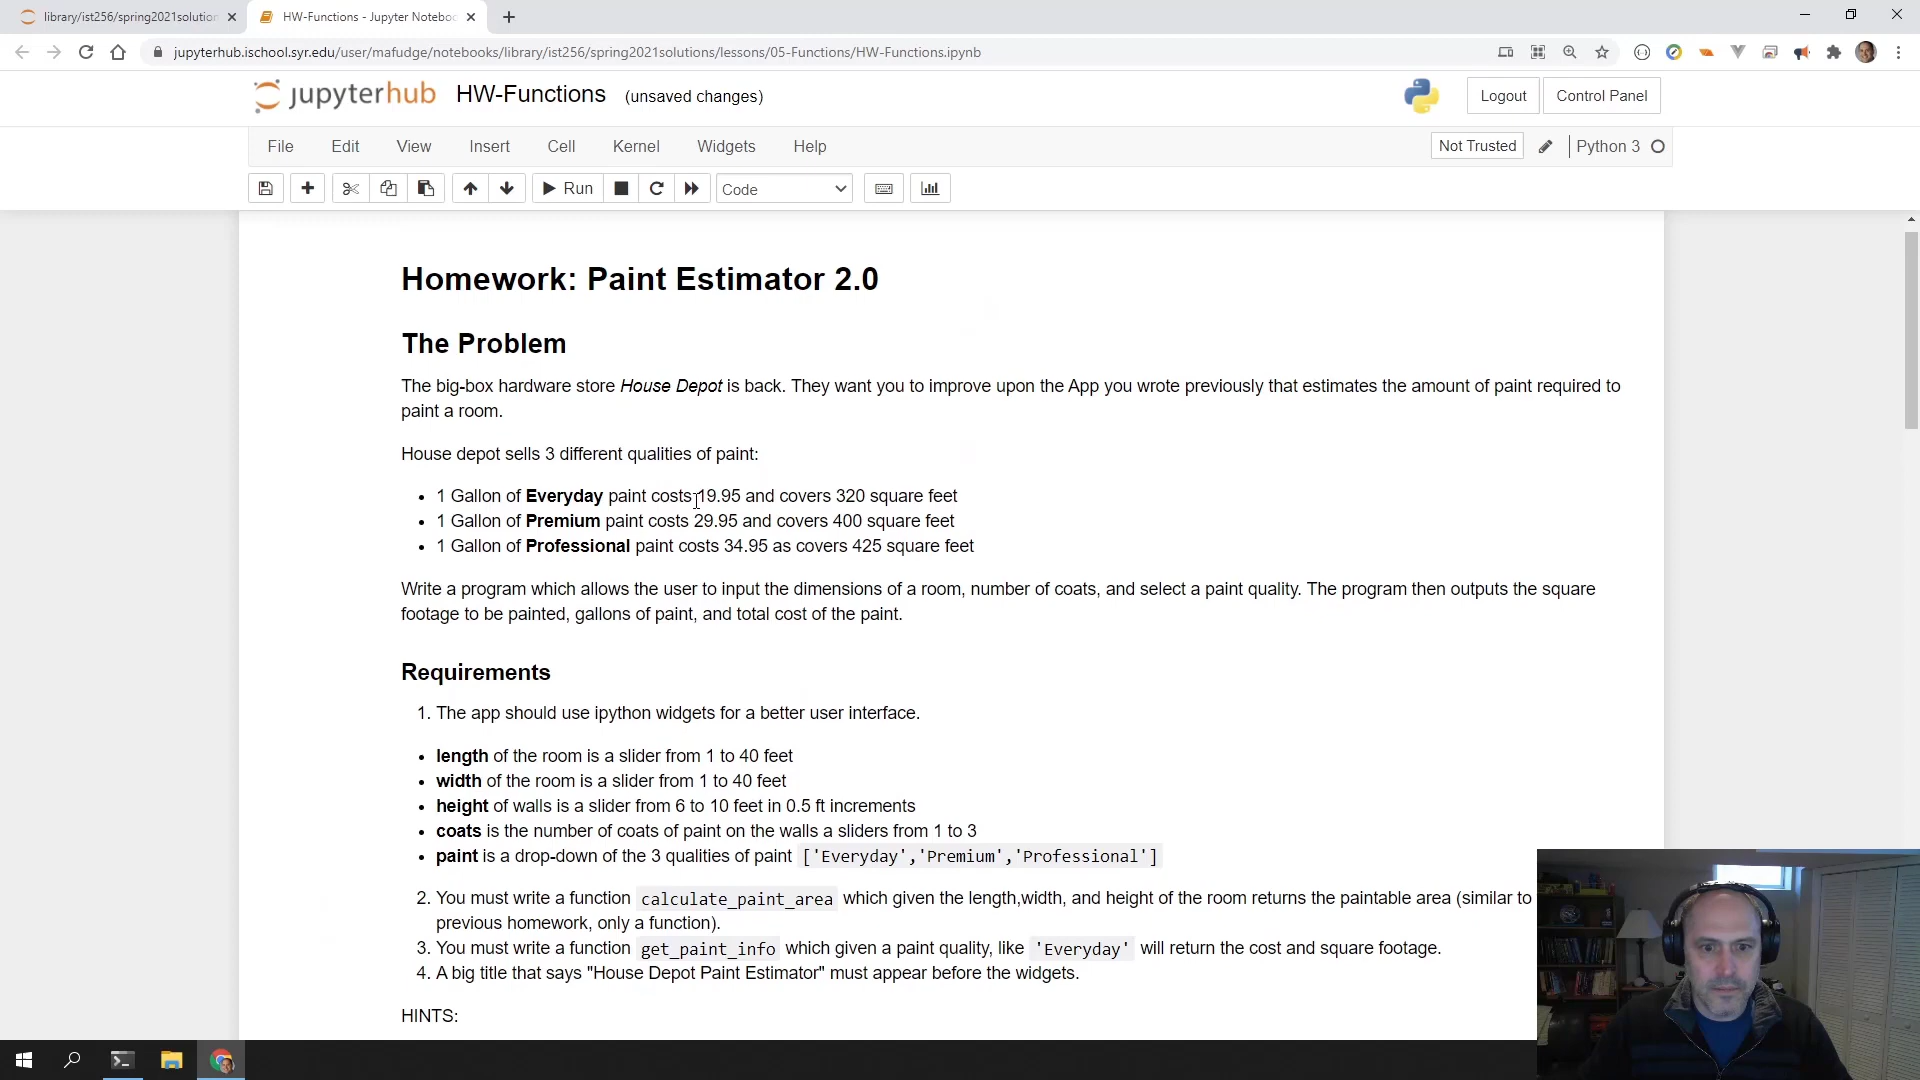 library/ist256/spring2021solution
HW-Functions - Jupyter Noteboo
jupyterhub.ischool.syr.edu/user/mafudge/notebooks/library/ist256/spring2021solutions/lessons/05-Functions/HW-Functions.ipynb
jupyterhub HW-Functions (unsaved changes) Logout Control Panel
File Edit View Insert Cell Kernel Widgets Help Not Trusted Python 3
Run Code
Homework: Paint Estimator 2.0
The Problem
The big-box hardware store House Depot is back. They want you to improve upon the App you wrote previously that estimates the amount of paint required to
paint a room.
House depot sells 3 different qualities of paint:
• 1 Gallon of Everyday paint costs 19.95 and covers 320 square feet
• 1 Gallon of Premium paint costs 29.95 and covers 400 square feet
• 1 Gallon of Professional paint costs 34.95 as covers 425 square feet
Write a program which allows the user to input the dimensions of a room, number of coats, and select a paint quality. The program then outputs the square
footage to be painted, gallons of paint, and total cost of the paint.
Requirements
1. The app should use ipython widgets for a better user interface.
• length of the room is a slider from 1 to 40 feet
• width of the room is a slider from 1 to 40 feet
• height of walls is a slider from 6 to 10 feet in 0.5 ft increments
• coats is the number of coats of paint on the walls a sliders from 1 to 3
• paint is a drop-down of the 3 qualities of paint ['Everyday','Premium','Professional']
2. You must write a function calculate_paint_area which given the length,width, and height of the room returns the paintable area (similar to
previous homework, only a function).
3. You must write a function get_paint_info which given a paint quality, like 'Everyday' will return the cost and square footage.
4. A big title that says "House Depot Paint Estimator" must appear before the widgets.
HINTS: